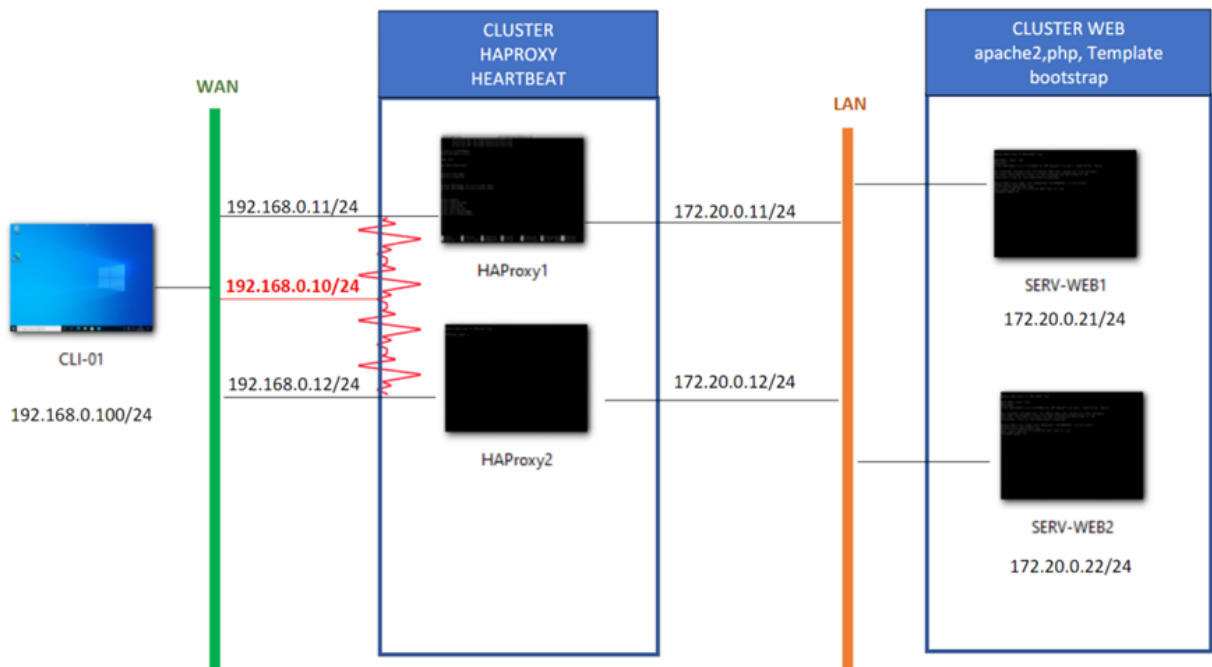 CLUSTER
HAPROXY
HEARTBEAT
CLUSTER WEB
apache2,php, Template
bootstrap
WAN
LAN
192.168.0.11/24
172.20.0.11/24
HAProxy1
192.168.0.10/24
SERV-WEB1
172.20.0.21/24
CLI-01
192.168.0.100/24
192.168.0.12/24
172.20.0.12/24
HAProxy2
SERV-WEB2
172.20.0.22/24